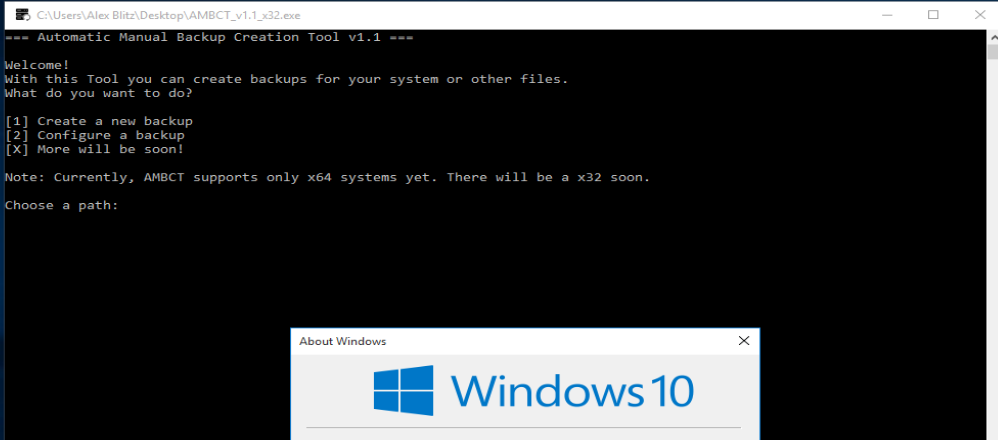 C:\Users\Alex Blitz\Desktop\AMBCT_v1.1_x32.exe
=== Automatic Manual Backup Creation Tool v1.1 ===
Welcome!
With this Tool you can create backups for your system or other files.
What do you want to do?
[1] Create a new backup
[2] Configure a backup
[X] More will be soon!
Note: Currently, AMBCT supports only x64 systems yet. There will be a x32 soon.
Choose a path:
About Windows
Windows 10